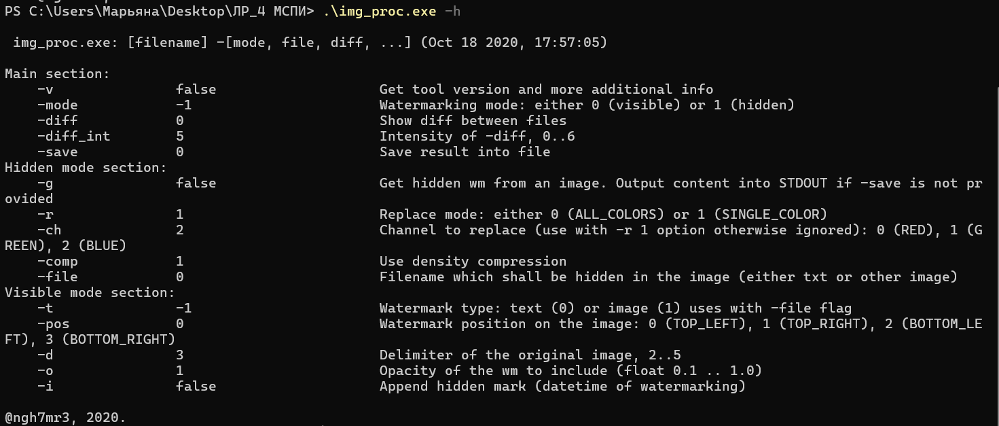 PS C:\Users\Марьяна\Desktop\ЛР_4 МСПИ> .\img_proc.exe -h
img_proc.exe: [filename] -[mode, file, diff, ...] (Oct 18 2020, 17:57:05)
Main section:
-v false Get tool version and more additional info
-mode -1 Watermarking mode: either 0 (visible) or 1 (hidden)
-diff 0 Show diff between files
-diff_int 5 Intensity of -diff, 0..6
-save 0 Save result into file
Hidden mode section:
-g false Get hidden wm from an image. Output content into STDOUT if -save is not pr
ovided
-r 1 Replace mode: either 0 (ALL_COLORS) or 1 (SINGLE_COLOR)
-ch 2 Channel to replace (use with -r 1 option otherwise ignored): 0 (RED), 1 (G
REEN), 2 (BLUE)
-comp 1 Use density compression
-file 0 Filename which shall be hidden in the image (either txt or other image)
Visible mode section:
-t -1 Watermark type: text (0) or image (1) uses with -file flag
-pos 0 Watermark position on the image: 0 (TOP_LEFT), 1 (TOP_RIGHT), 2 (BOTTOM_LE
FT), 3 (BOTTOM_RIGHT)
-d 3 Delimiter of the original image, 2..5
-o 1 Opacity of the wm to include (float 0.1 .. 1.0)
-i false Append hidden mark (datetime of watermarking)
@ngh7mr3, 2020.